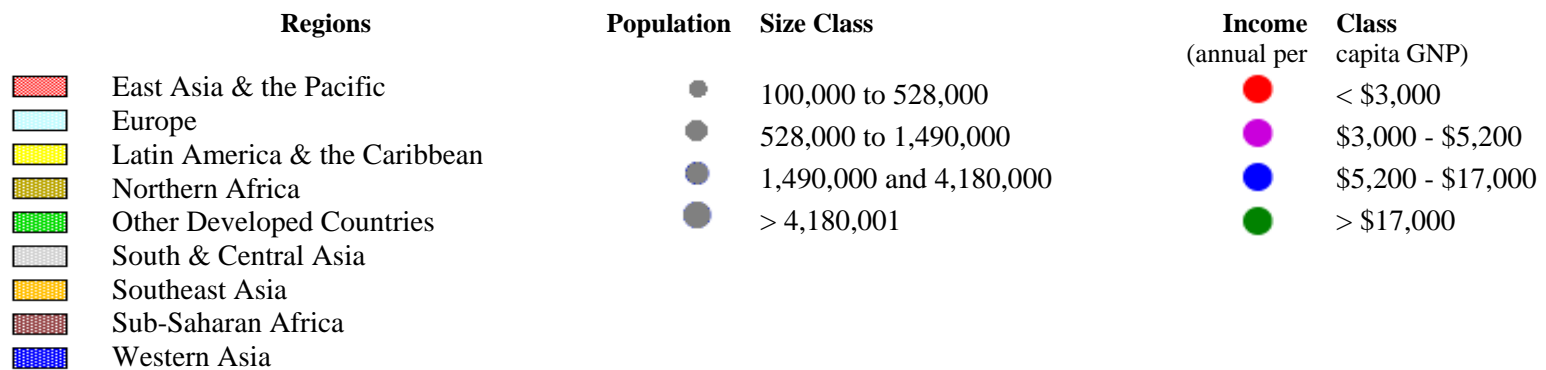 Regions Population Size Class Income Class
(annual per capita GNP)
East Asia & the Pacific 100,000 to 528,000 < $3,000
Europe 528,000 to 1,490,000 $3,000 - $5,200
Latin America & the Caribbean 1,490,000 and 4,180,000 $5,200 - $17,000
Northern Africa
Other Developed Countries > 4,180,001 > $17,000
South & Central Asia
Southeast Asia
Sub-Saharan Africa
Western Asia